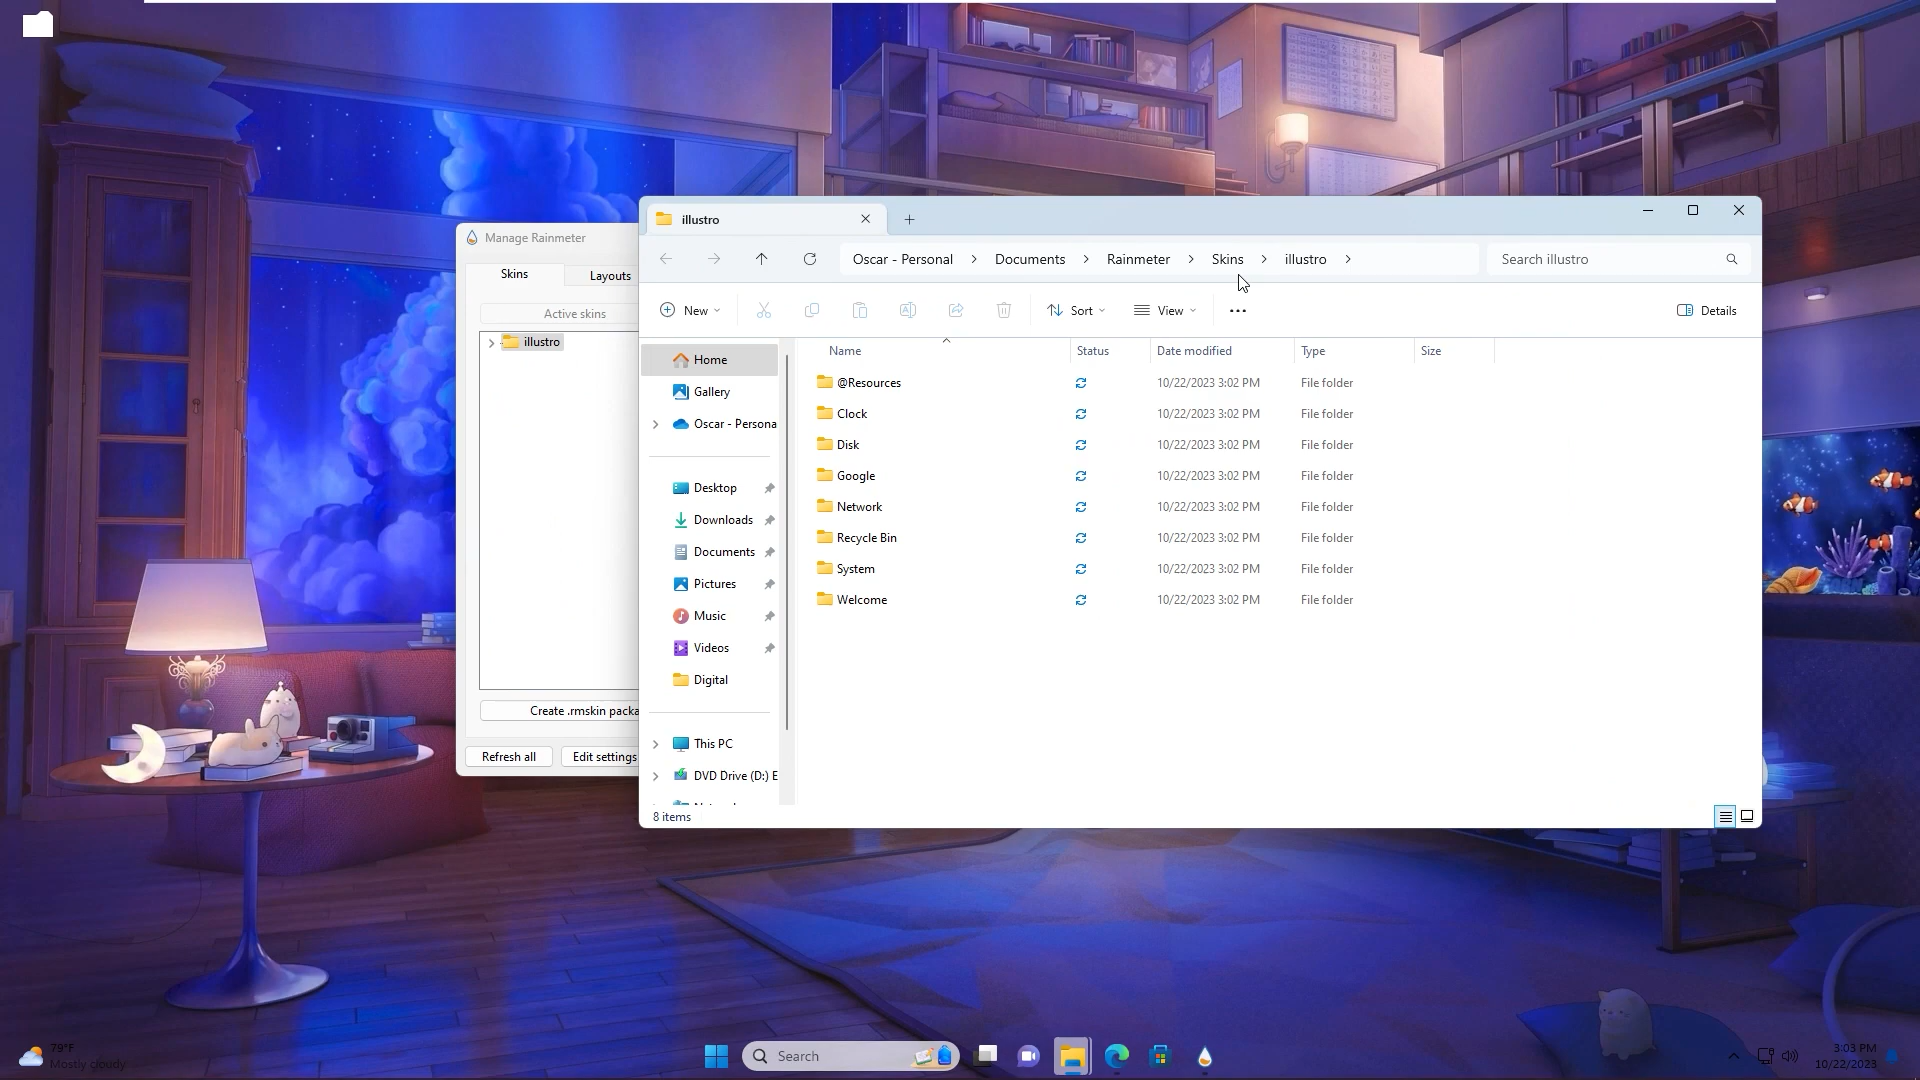 illustro
Manage Rainmeter
Skins
Layouts
Active skins
illustro
Create .rmskin packa
Refresh all
Edit settings
Oscar - Personal
Documents
Rainmeter
Skins
illustro
Search illustro
New
Sort
View
Details
Name
Status
Date modified
Type
Size
Home
Gallery
Oscar - Persona
Desktop
Downloads
Documents
Pictures
Music
Videos
Digital
This PC
DVD Drive (D:) E
@Resources 10/22/2023 3:02 PM File folder
Clock 10/22/2023 3:02 PM File folder
Disk 10/22/2023 3:02 PM File folder
Google 10/22/2023 3:02 PM File folder
Network 10/22/2023 3:02 PM File folder
Recycle Bin 10/22/2023 3:02 PM File folder
System 10/22/2023 3:02 PM File folder
Welcome 10/22/2023 3:02 PM File folder
8 items
79°F
Mostly cloudy
Search
3:03 PM
10/22/2023